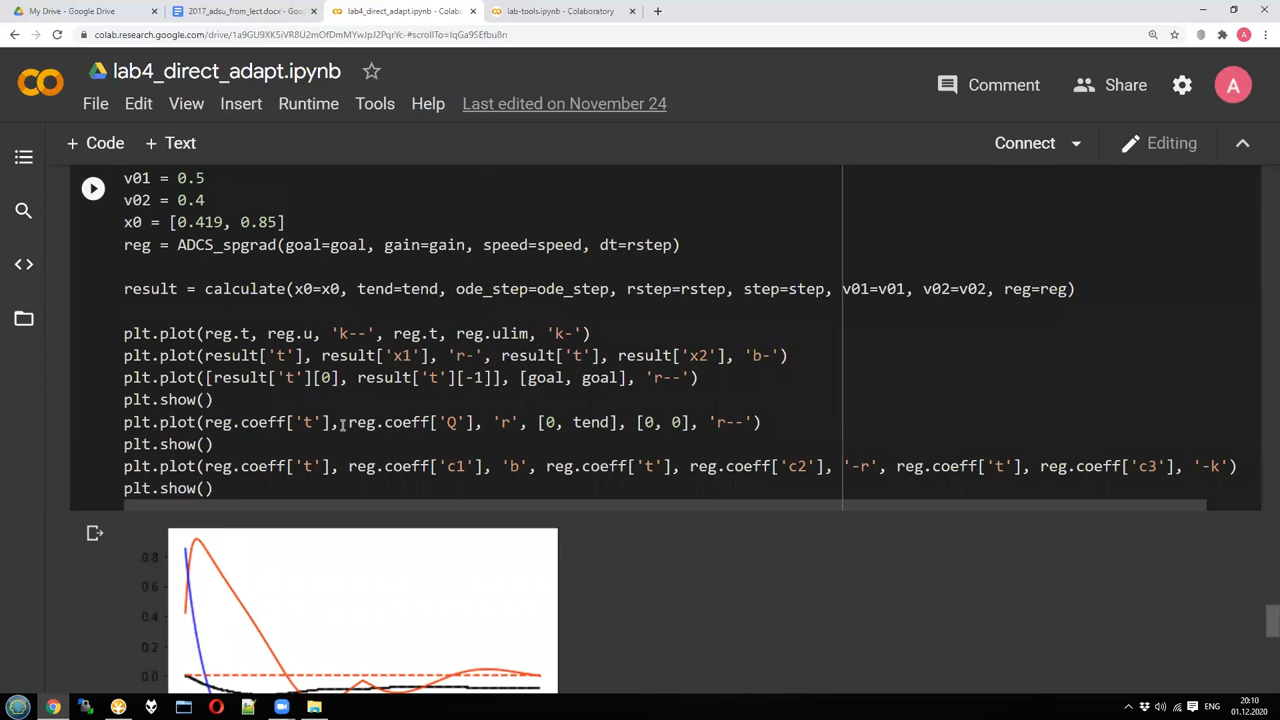 My Drive - Google Drive
2017_adsu_from_lect.docx - Goo
lab4_direct_adapt.ipynb - Colab
lab-tools.ipynb - Colaboratory
lab4_direct_adapt.ipynb
File Edit View Insert Runtime Tools Help Last edited on November 24
Comment Share A
+ Code + Text
Connect Editing
v01 = 0.5
v02 = 0.4
x0 = [0.419, 0.85]
reg = ADCS_spgrad(goal=goal, gain=gain, speed=speed, dt=rstep)
result = calculate(x0=x0, tend=tend, ode_step=ode_step, rstep=rstep, step=step, v01=v01, v02=v02, reg=reg)
plt.plot(reg.t, reg.u, 'k--', reg.t, reg.ulim, 'k-')
plt.plot(result['t'], result['x1'], 'r-', result['t'], result['x2'], 'b-')
plt.plot([result['t'][0], result['t'][-1]], [goal, goal], 'r--')
plt.show()
plt.plot(reg.coeff['t'], reg.coeff['Q'], 'r', [0, tend], [0, 0], 'r--')
plt.show()
plt.plot(reg.coeff['t'], reg.coeff['c1'], 'b', reg.coeff['t'], reg.coeff['c2'], '-r', reg.coeff['t'], reg.coeff['c3'], '-k')
plt.show()
0.8
0.6
0.4
0.2
0.0
ENG
20:10
01.12.2020